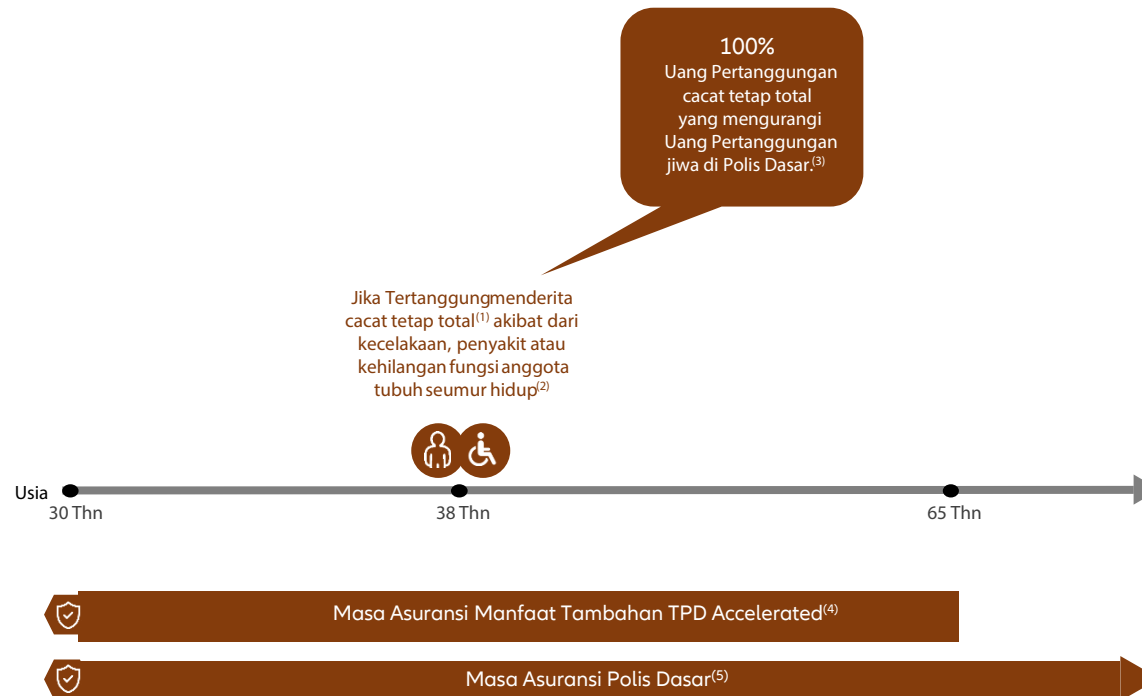 100%
Uang Pertanggungan
cacat tetap total
yang mengurangi
Uang Pertanggungan
jiwa di Polis Dasar.(3)
Jika Tertanggungmenderita
cacat tetap total(1) akibat dari
kecelakaan, penyakit atau
kehilangan fungsi anggota
tubuh seumur hidup(2)
Usia
30 Thn
38 Thn
65 Thn
Masa Asuransi Manfaat Tambahan TPD Accelerated(4)
Masa Asuransi Polis Dasar(5)